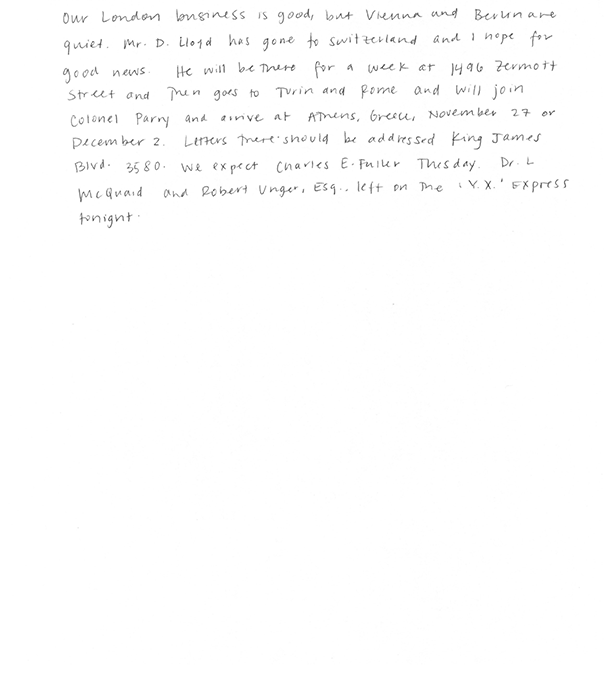 Our London business is good, but Vienna and Berlin are
quiet. Mr. D. Lloyd has gone to Switzerland and I hope for
good news. He will be there for a week at 1496 Zermott
Street and then goes to Turin and Rome and will join
Colonel Parry and arrive at Athens, Greece, November 27 or
December 2. Letters there should be addressed King James
Blvd. 3580. We expect Charles E. Fuller Tuesday. Dr. L
McQuaid and Robert Unger, Esq., left on the 'Y.X.' Express
tonight.